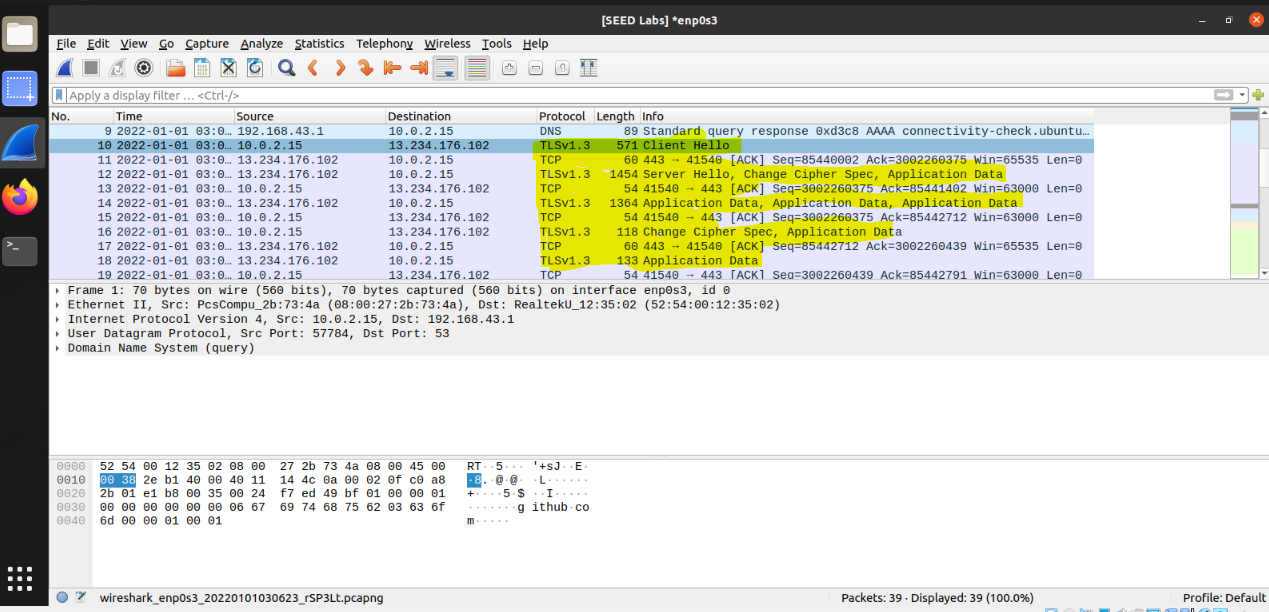 [SEED Labs] *enp0s3
File Edit View Go Capture Analyze Statistics Telephony Wireless Tools Help
Apply a display filter … <Ctrl-/>
No. Time Source Destination Protocol Length Info
9 2022-01-01 03:0… 192.168.43.1 10.0.2.15 DNS 89 Standard query response 0xd3c8 AAAA connectivity-check.ubuntu…
10 2022-01-01 03:0… 10.0.2.15 13.234.176.102 TLSv1.3 571 Client Hello
11 2022-01-01 03:0… 13.234.176.102 10.0.2.15 TCP 60 443 → 41540 [ACK] Seq=85440002 Ack=3002260375 Win=65535 Len=0
12 2022-01-01 03:0… 13.234.176.102 10.0.2.15 TLSv1.3 1454 Server Hello, Change Cipher Spec, Application Data
13 2022-01-01 03:0… 10.0.2.15 13.234.176.102 TCP 54 41540 → 443 [ACK] Seq=3002260375 Ack=85441402 Win=63000 Len=0
14 2022-01-01 03:0… 13.234.176.102 10.0.2.15 TLSv1.3 1364 Application Data, Application Data, Application Data
15 2022-01-01 03:0… 10.0.2.15 13.234.176.102 TCP 54 41540 → 443 [ACK] Seq=3002260375 Ack=85442712 Win=63000 Len=0
16 2022-01-01 03:0… 10.0.2.15 13.234.176.102 TLSv1.3 118 Change Cipher Spec, Application Data
17 2022-01-01 03:0… 13.234.176.102 10.0.2.15 TCP 60 443 → 41540 [ACK] Seq=85442712 Ack=3002260439 Win=65535 Len=0
18 2022-01-01 03:0… 13.234.176.102 10.0.2.15 TLSv1.3 133 Application Data
19 2022-01-01 03:0… 10.0.2.15 13.234.176.102 TCP 54 41540 → 443 [ACK] Seq=3002260439 Ack=85442791 Win=63000 Len=0
Frame 1: 70 bytes on wire (560 bits), 70 bytes captured (560 bits) on interface enp0s3, id 0
Ethernet II, Src: PcsCompu_2b:73:4a (08:00:27:2b:73:4a), Dst: RealtekU_12:35:02 (52:54:00:12:35:02)
Internet Protocol Version 4, Src: 10.0.2.15, Dst: 192.168.43.1
User Datagram Protocol, Src Port: 57784, Dst Port: 53
Domain Name System (query)
0000 52 54 00 12 35 02 08 00 27 2b 73 4a 08 00 45 00 RT··5··· '+sJ··E·
0010 00 38 2e b1 40 00 40 11 14 4c 0a 00 02 0f c0 a8 ·8.·@·@· ·L······
0020 2b 01 e1 b8 00 35 00 24 f7 ed 49 bf 01 00 00 01 +····5·$ ··I·····
0030 00 00 00 00 00 00 06 67 69 74 68 75 62 03 63 6f ·······g ithub·co
0040 6d 00 00 01 00 01 m·····
wireshark_enp0s3_20220101030623_rSP3Lt.pcapng Packets: 39 · Displayed: 39 (100.0%) Profile: Default